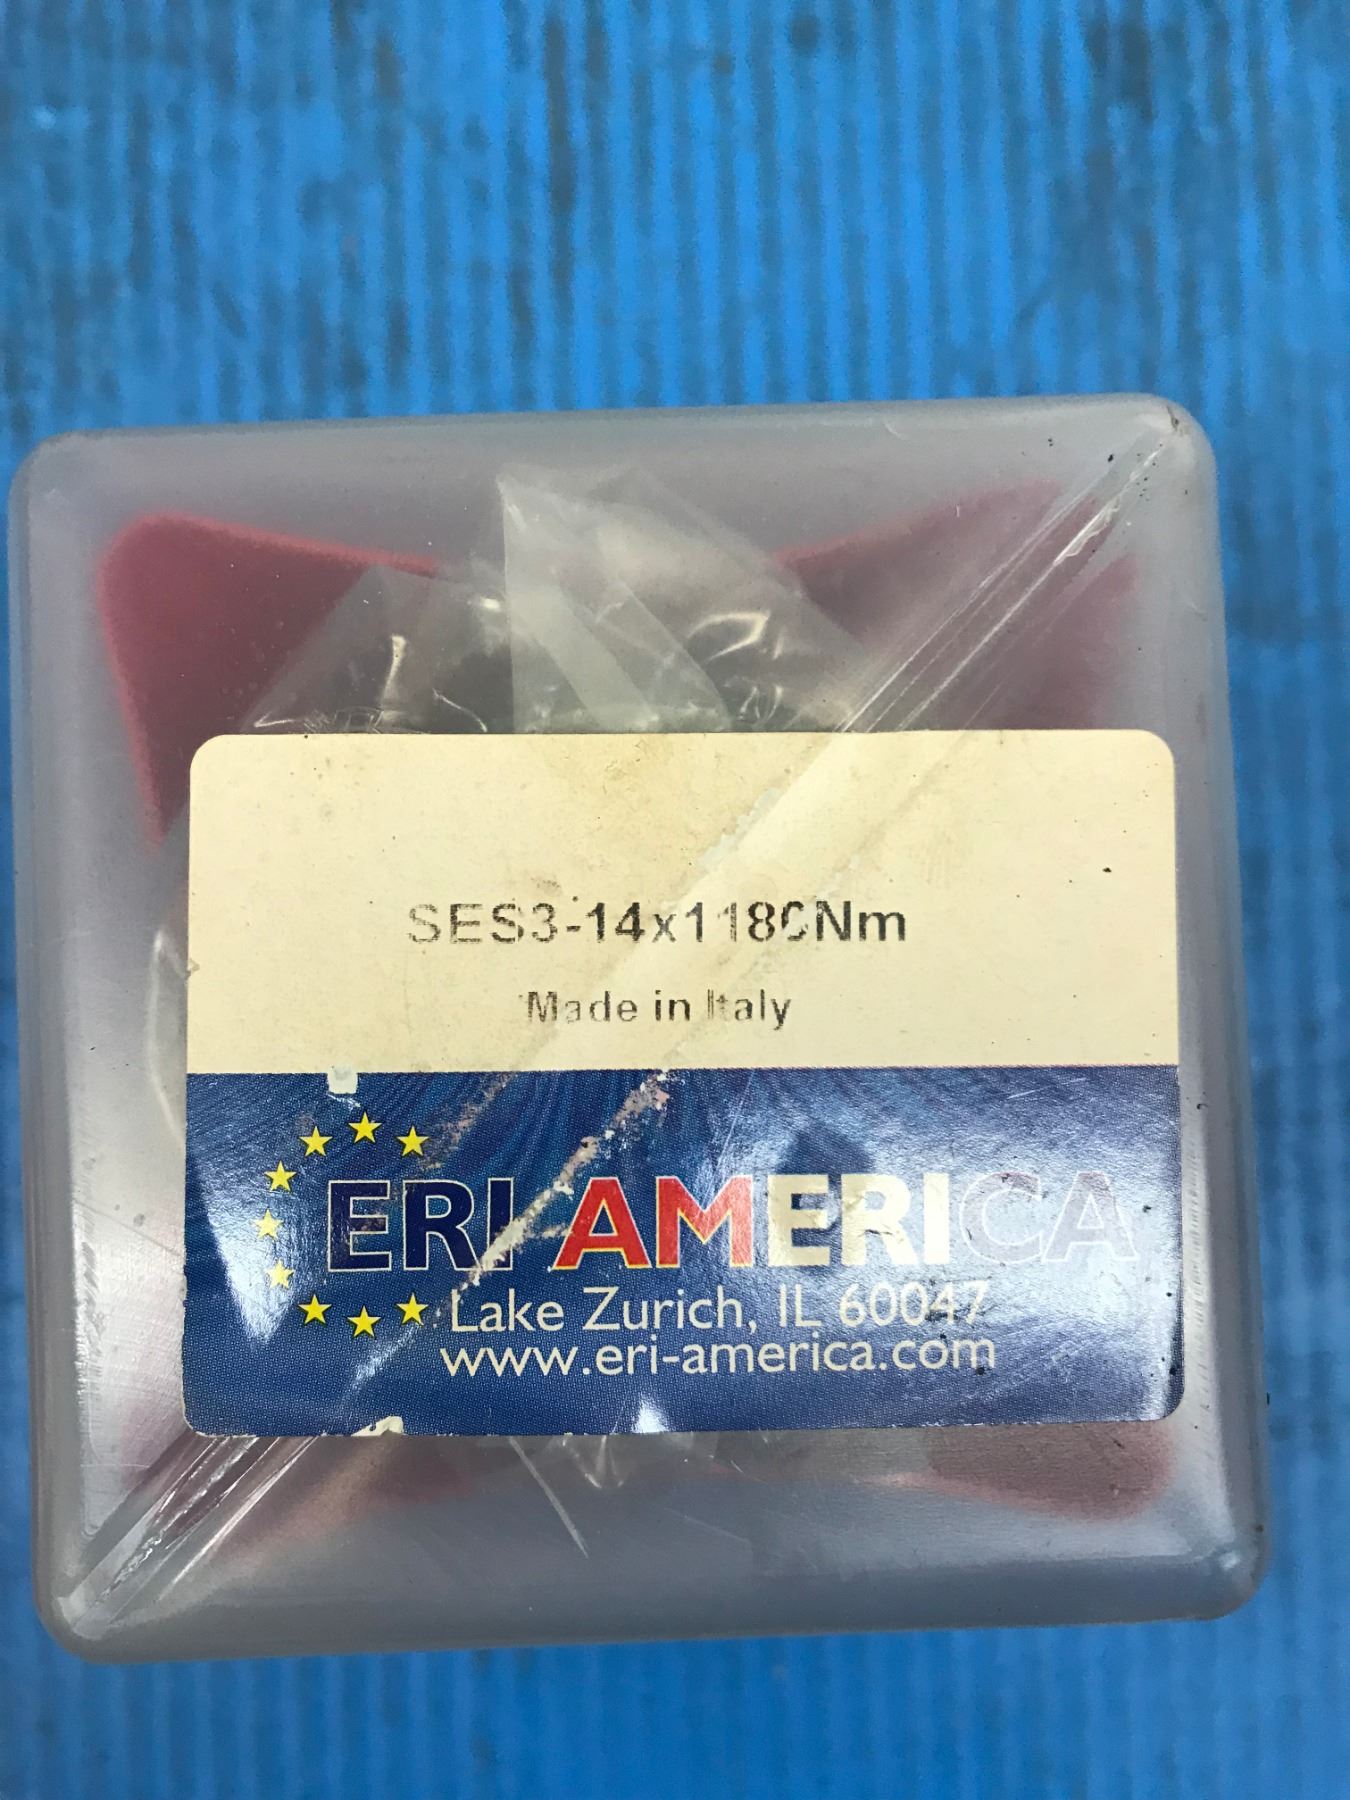 SES3-14x1180Nm
Made in Italy
ERI AMERICA
Lake Zurich, IL 60047
www.eri-america.com